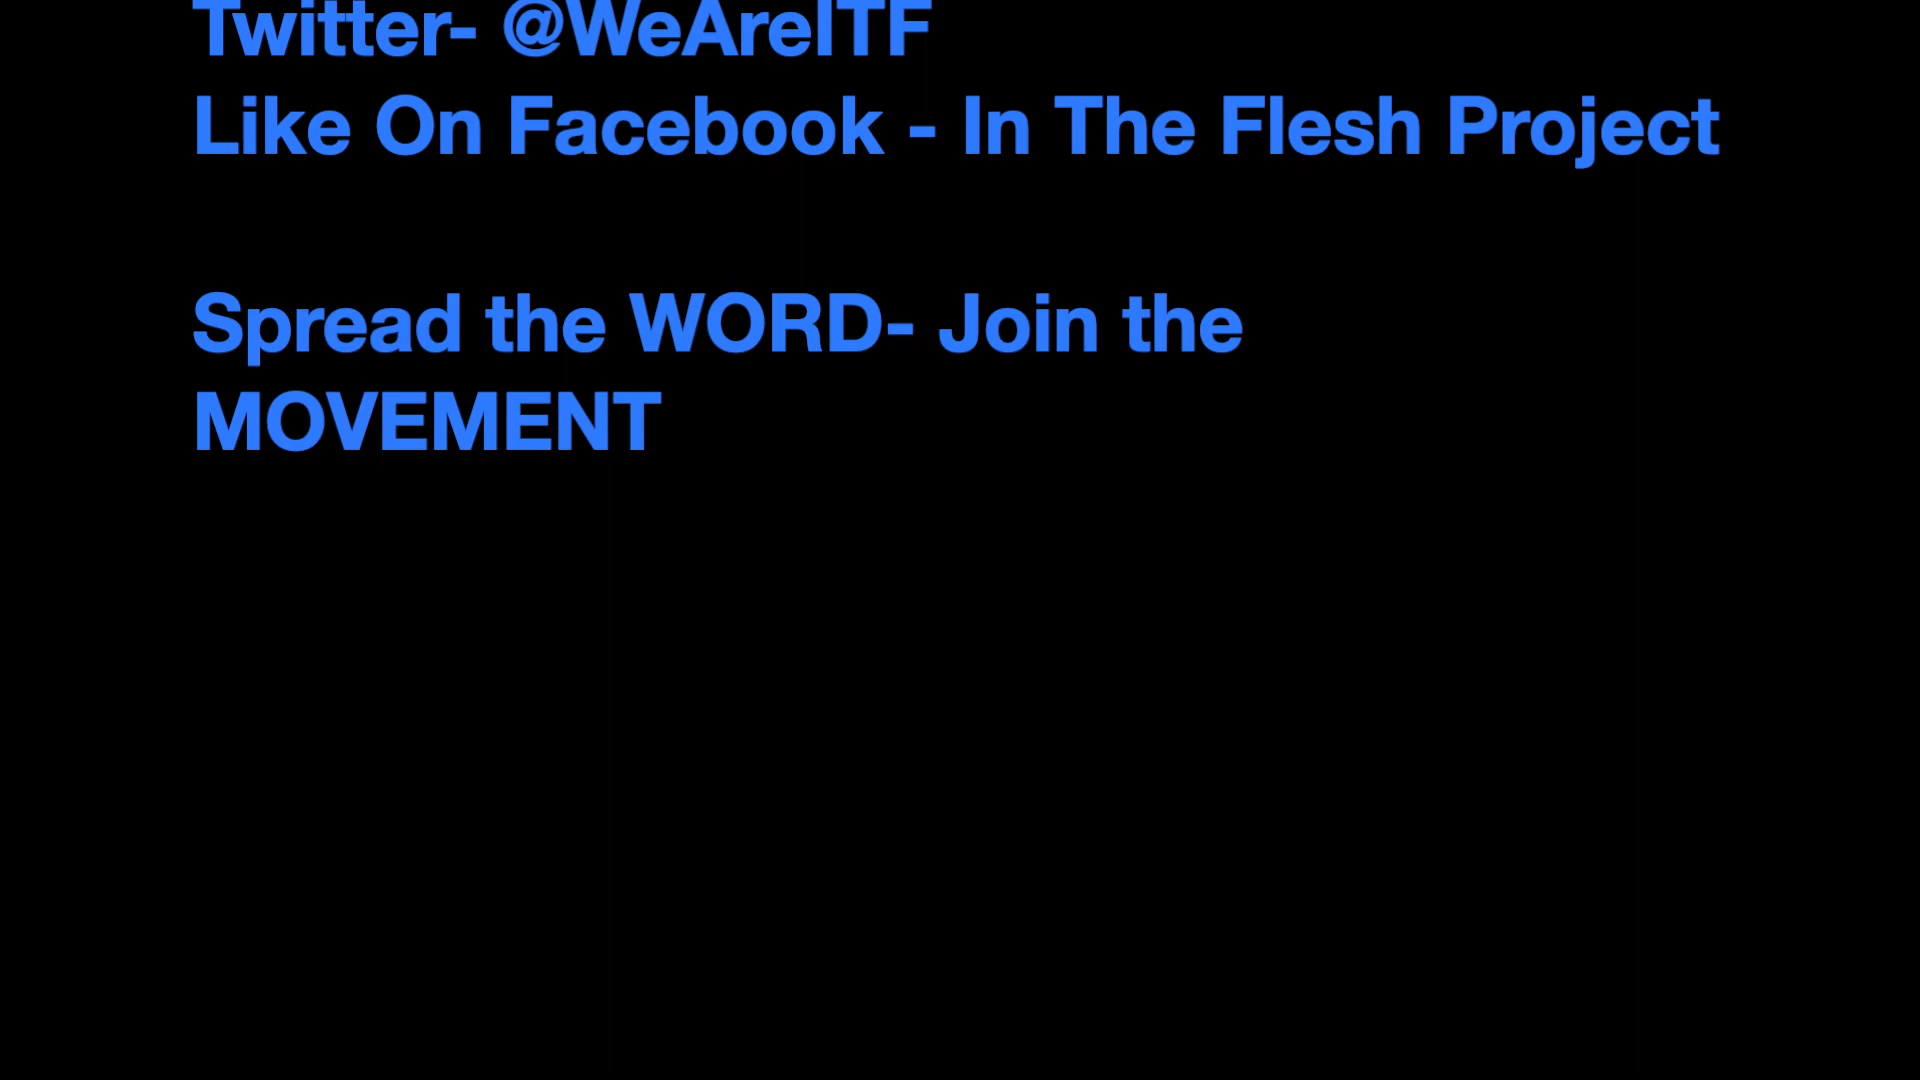 Twitter- @WeAreITF
Like On Facebook - In The Flesh Project
Spread the WORD- Join the
MOVEMENT